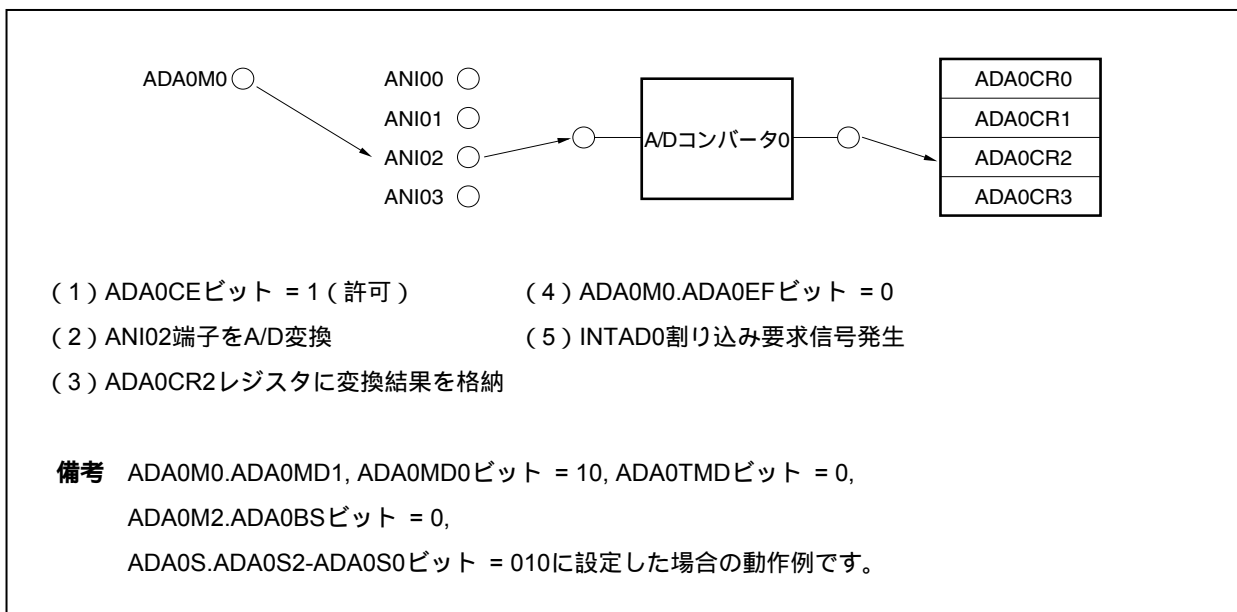 ADA0M0
ANI00
ANI01
ANI02
ANI03
A/Dコンバータ0
ADA0CR0
ADA0CR1
ADA0CR2
ADA0CR3
（1）ADA0CEビット = 1（許可）
（2）ANI02端子をA/D変換
（3）ADA0CR2レジスタに変換結果を格納
（4）ADA0M0.ADA0EFビット = 0
（5）INTAD0割り込み要求信号発生
備考 ADA0M0.ADA0MD1, ADA0MD0ビット = 10, ADA0TMDビット = 0,
ADA0M2.ADA0BSビット = 0,
ADA0S.ADA0S2-ADA0S0ビット = 010に設定した場合の動作例です。